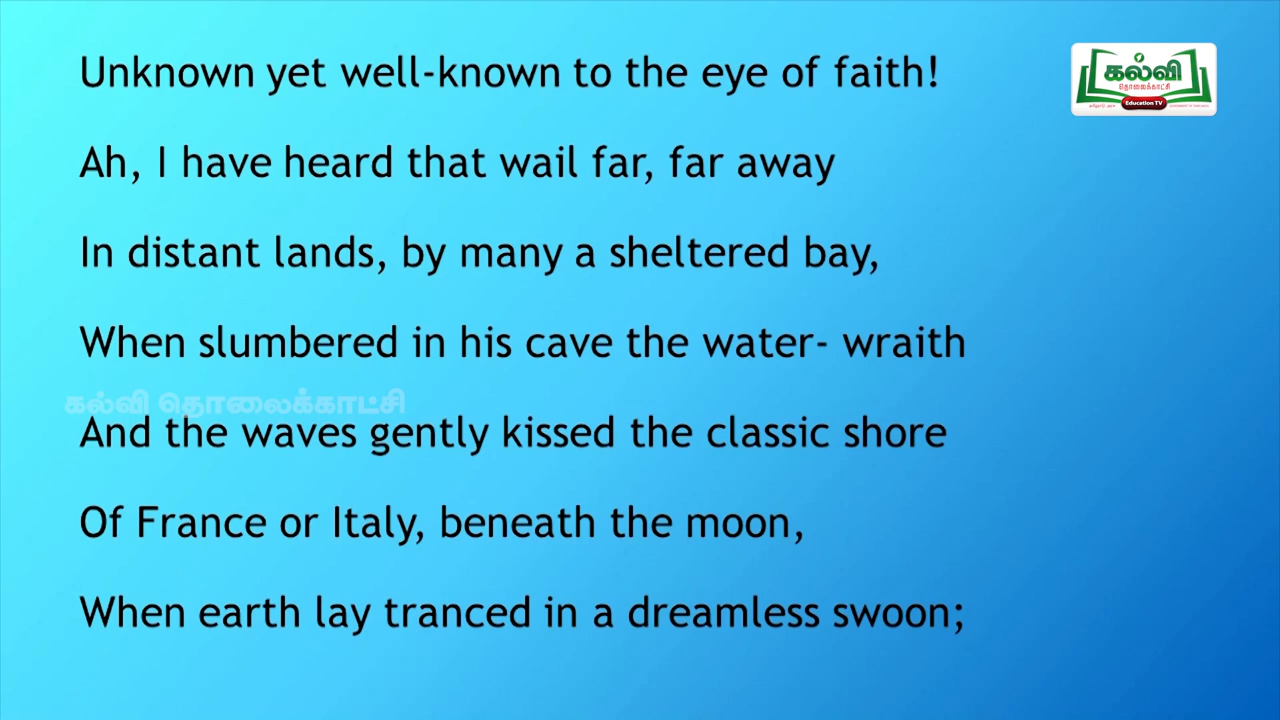 Unknown yet well-known to the eye of faith!
கல்வி
தொலைக்காட்சி
Education TV
Ah, I have heard that wail far, far away
In distant lands, by many a sheltered bay,
When slumbered in his cave the water- wraith
கல்வி தொலைக்காட்சி
And the waves gently kissed the classic shore
Of France or Italy, beneath the moon,
When earth lay tranced in a dreamless swoon;